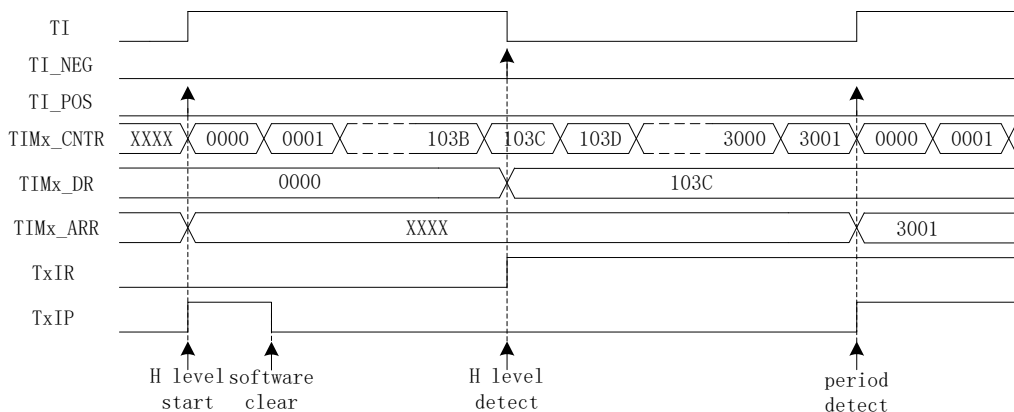 TI
TI_NEG
TI_POS
TIMx_CNTR XXXX 0000 0001 103B 103C 103D 3000 3001 0000 0001
TIMx_DR 0000 103C
TIMx_ARR XXXX 3001
TxIR
TxIP
H level start
software clear
H level detect
period detect